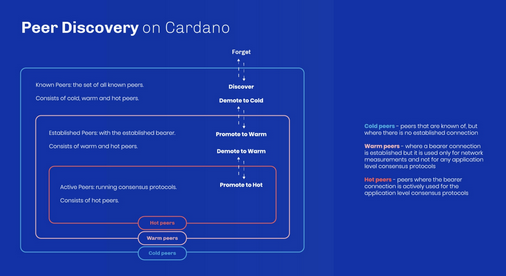 Peer Discovery on Cardano
Forget
Known Peers: the set of all known peers.
Discover
Consists of cold, warm and hot peers.
Demote to Cold
Established Peers: with the established bearer.
Promote to Warm
Consists of warm and hot peers.
Demote to Warm
Active Peers: running consensus protocols.
Promote to Hot
Consists of hot peers.
Hot peers
Warm peers
Cold peers
Cold peers - peers that are known of, but
where there is no established connection
Warm peers - where a bearer connection
is established but it is used only for network
measurements and not for any application
level consensus protocols
Hot peers - peers where the bearer
connection is actively used for the
application level consensus protocols